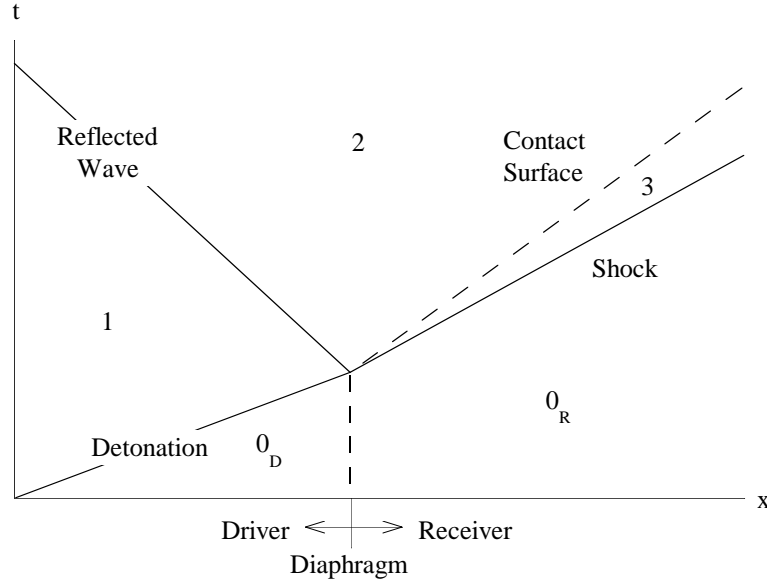 t
Reflected
Wave
2
Contact
Surface
3
Shock
1
0R
Detonation
0D
x
Driver
Receiver
Diaphragm